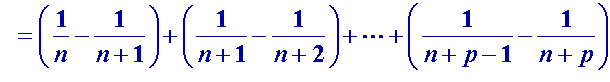 = (1/n − 1/(n+1)) + (1/(n+1) − 1/(n+2)) + ⋯ + (1/(n+p−1) − 1/(n+p))